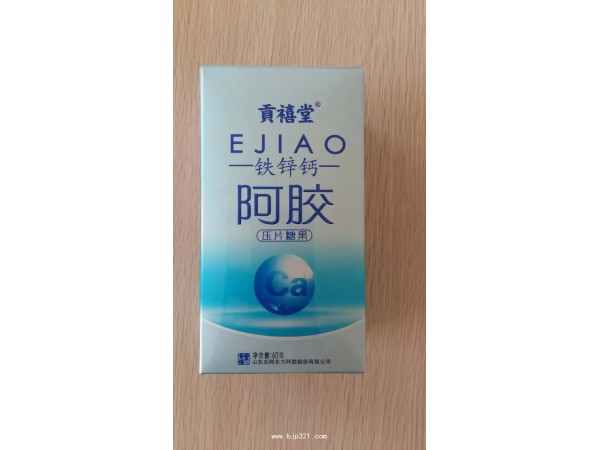 貢禧堂®
EJIAO
铁锌钙
阿胶
压片糖果
Ca
净含量:60克
山东东阿东方阿胶股份有限公司
www.bjp321.com